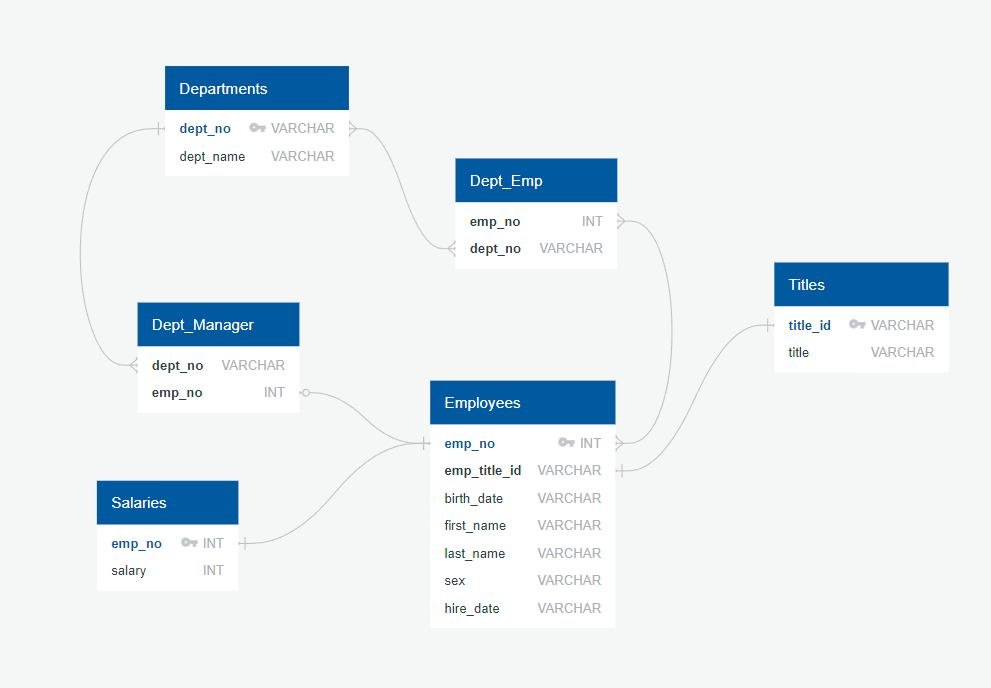 Departments
dept_no VARCHAR
dept_name VARCHAR
Dept_Emp
emp_no INT
dept_no VARCHAR
Titles
title_id VARCHAR
title VARCHAR
Dept_Manager
dept_no VARCHAR
emp_no INT
Employees
emp_no INT
emp_title_id VARCHAR
birth_date VARCHAR
first_name VARCHAR
last_name VARCHAR
sex VARCHAR
hire_date VARCHAR
Salaries
emp_no INT
salary INT